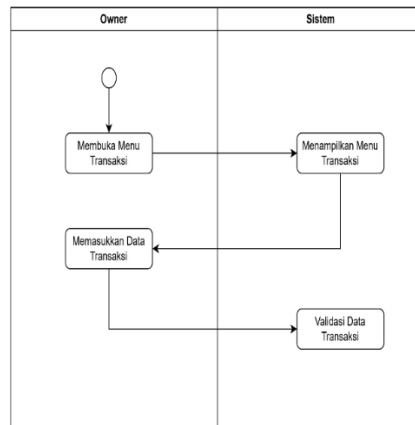 Owner
Sistem
Membuka Menu
Transaksi
Menampilkan Menu
Transaksi
Memasukkan Data
Transaksi
Validasi Data
Transaksi